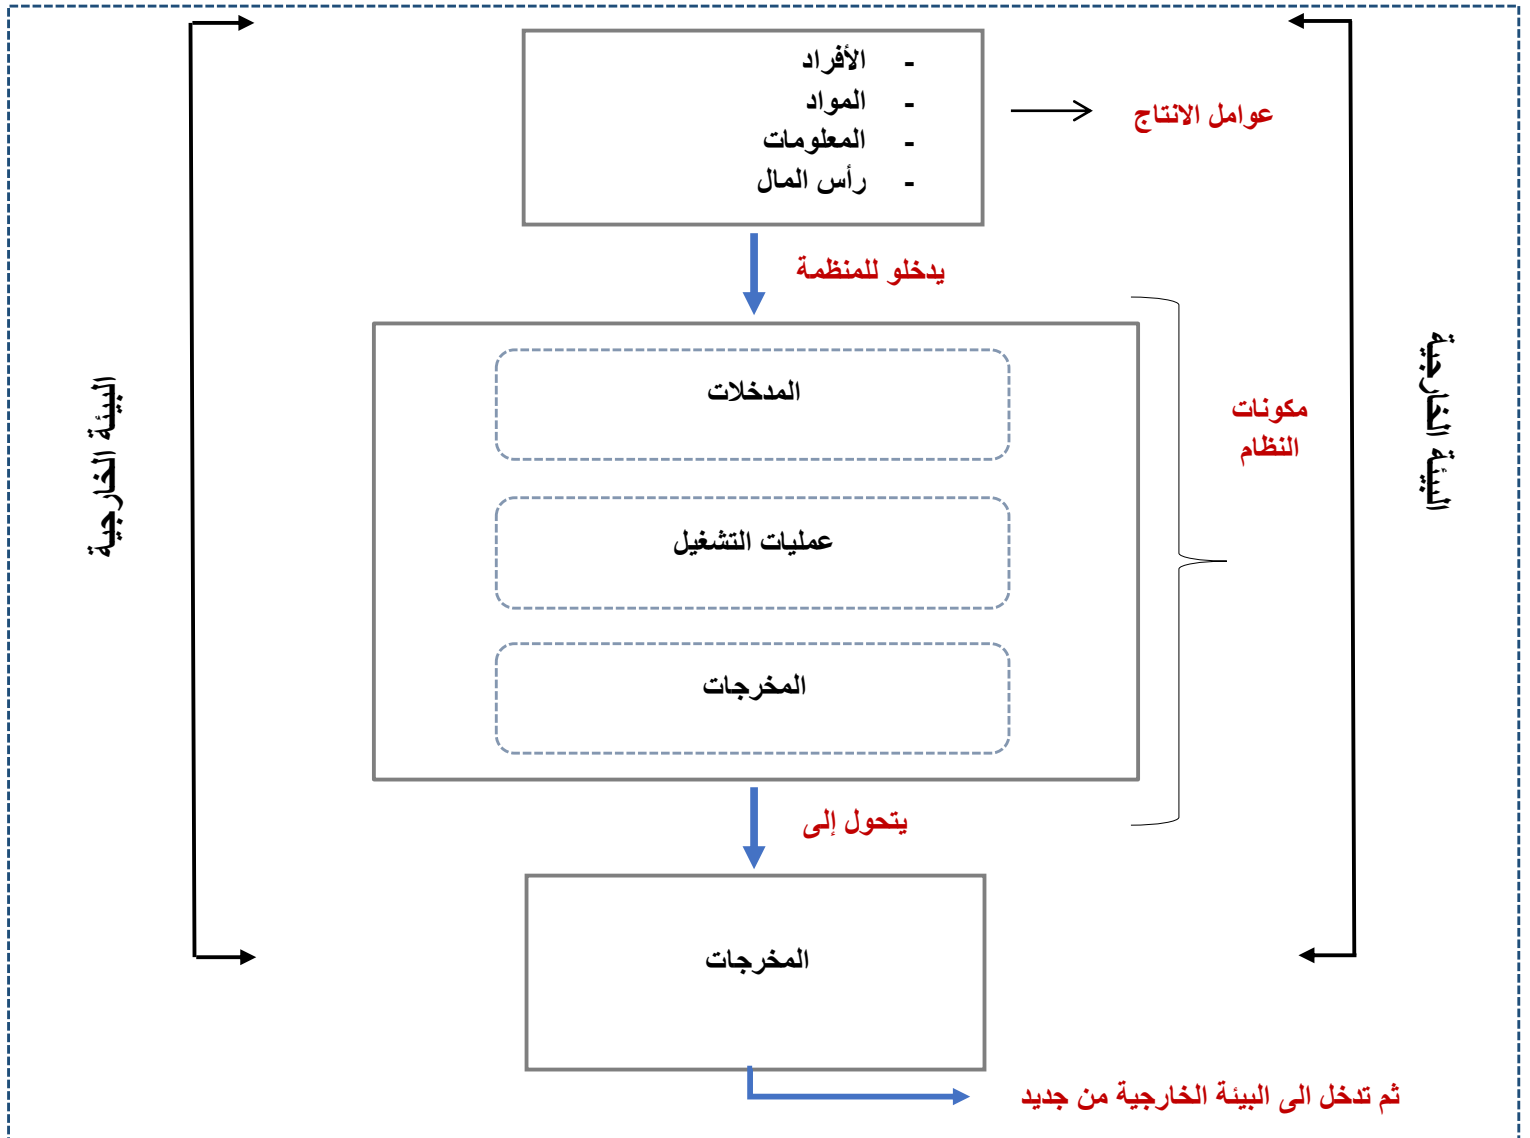 - الأفراد
- المواد
- المعلومات
- رأس المال
عوامل الانتاج
يدخلو للمنظمة
البيئة الخارجية
المدخلات
مكونات
النظام
عمليات التشغيل
المخرجات
البيئة الخارجية
يتحول إلى
المخرجات
ثم تدخل الى البيئة الخارجية من جديد